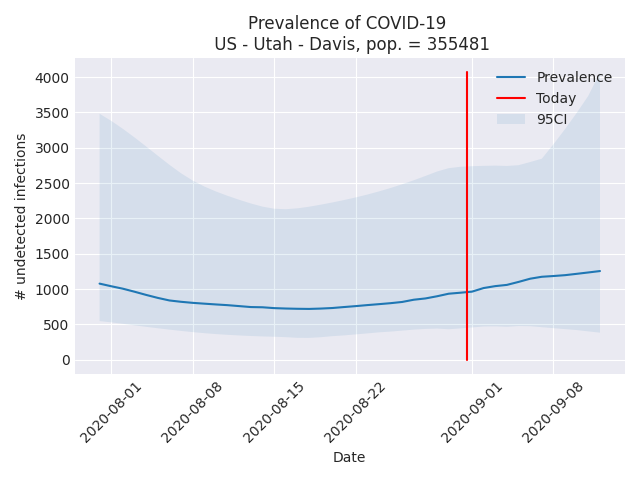 Prevalence of COVID-19
US - Utah - Davis, pop. = 355481
Prevalence
Today
95CI
# undetected infections
4000
3500
3000
2500
2000
1500
1000
500
0
2020-08-01
2020-08-08
2020-08-15
2020-08-22
2020-09-01
2020-09-08
Date